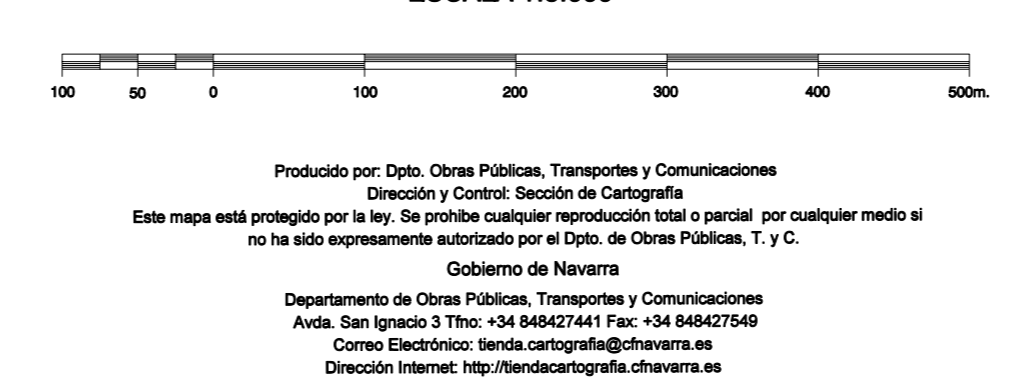 100 50 0 100 200 300 400 500m.
Producido por: Dpto. Obras Públicas, Transportes y Comunicaciones
Dirección y Control: Sección de Cartografía
Este mapa está protegido por la ley. Se prohibe cualquier reproducción total o parcial por cualquier medio si
no ha sido expresamente autorizado por el Dpto. de Obras Públicas, T. y C.
Gobierno de Navarra
Departamento de Obras Públicas, Transportes y Comunicaciones
Avda. San Ignacio 3 Tfno: +34 848427441 Fax: +34 848427549
Correo Electrónico: tienda.cartografia@cfnavarra.es
Dirección Internet: http://tiendacartografia.cfnavarra.es